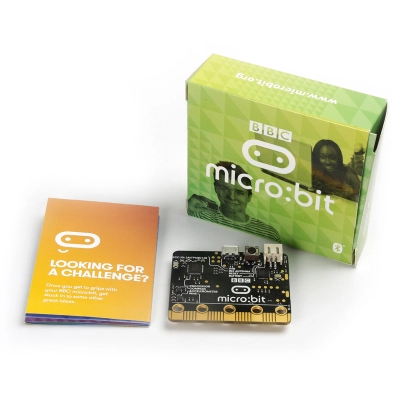 www.microbit.org
BBC
micro:bit
LOOKING FOR
A CHALLENGE?
Once you get to grips with
your BBC micro:bit, get
stuck in to some other
great ideas.
BBC
micro:bit